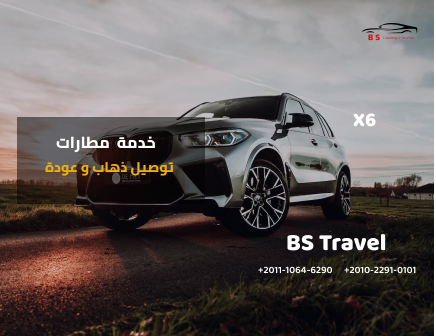 BS
X6
خدمة مطارات
توصيل ذهاب و عودة
BS Travel
+2011-1064-6290 +2010-2291-0101